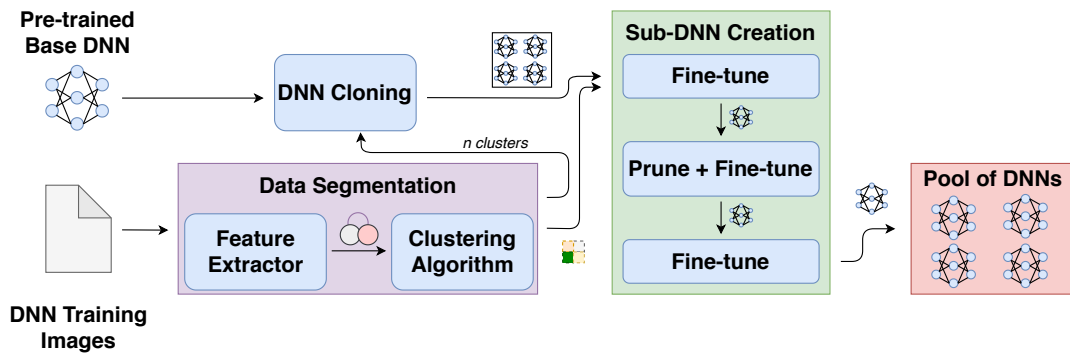 Pre-trained
Base DNN
DNN Cloning
n clusters
Sub-DNN Creation
Fine-tune
Prune + Fine-tune
Fine-tune
Data Segmentation
Feature
Extractor
Clustering
Algorithm
DNN Training
Images
Pool of DNNs